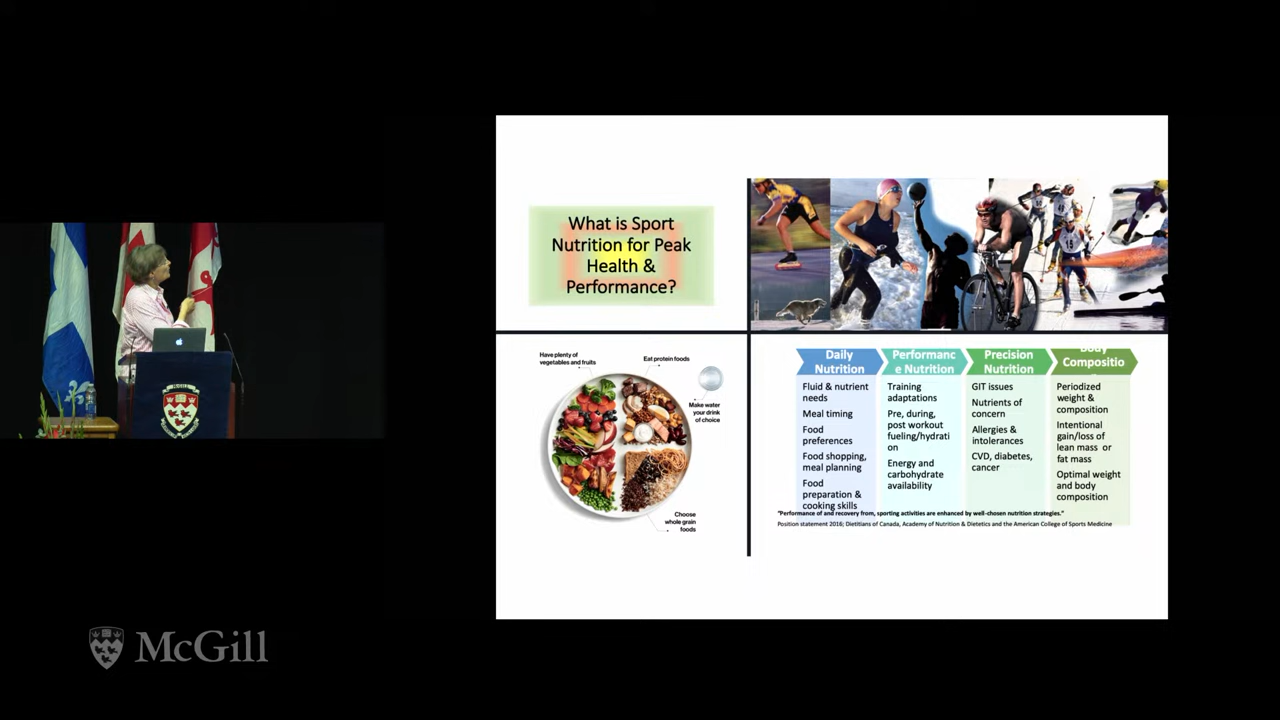 What is Sport
Nutrition for Peak
Health &
Performance?
Have plenty of
vegetables and fruits
Eat protein foods
Make water
your drink
of choice
Choose
whole grain
foods
Daily
Nutrition
Fluid & nutrient
needs
Meal timing
Food
preferences
Food shopping,
meal planning
Food
preparation &
cooking skills
Performanc
e Nutrition
Training
adaptations
Pre, during,
post workout
fueling/hydrati
on
Energy and
carbohydrate
availability
Precision
Nutrition
GIT issues
Nutrients of
concern
Allergies &
intolerances
CVD, diabetes,
cancer
Body
Compositio
Periodized
weight &
composition
Intentional
gain/loss of
lean mass or
fat mass
Optimal weight
and body
composition
"Performance of and recovery from, sporting activities are enhanced by well-chosen nutrition strategies."
Position statement 2016; Dietitians of Canada, Academy of Nutrition & Dietetics and the American College of Sports Medicine
15
McGILL
McGill